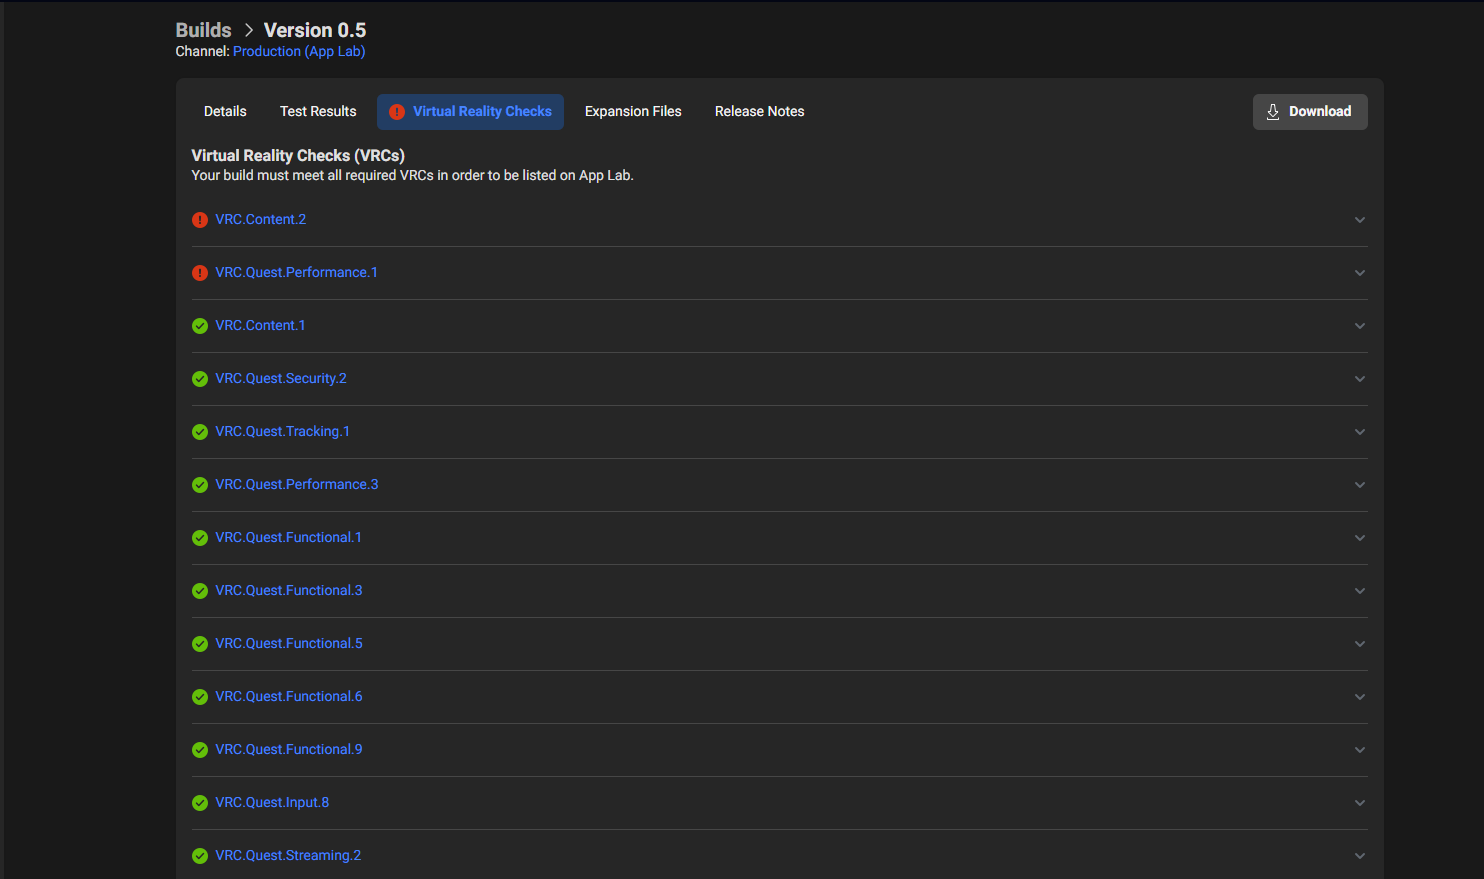 Builds > Version 0.5
Channel: Production (App Lab)
Details Test Results Virtual Reality Checks Expansion Files Release Notes Download
Virtual Reality Checks (VRCs)
Your build must meet all required VRCs in order to be listed on App Lab.
VRC.Content.2
VRC.Quest.Performance.1
VRC.Content.1
VRC.Quest.Security.2
VRC.Quest.Tracking.1
VRC.Quest.Performance.3
VRC.Quest.Functional.1
VRC.Quest.Functional.3
VRC.Quest.Functional.5
VRC.Quest.Functional.6
VRC.Quest.Functional.9
VRC.Quest.Input.8
VRC.Quest.Streaming.2